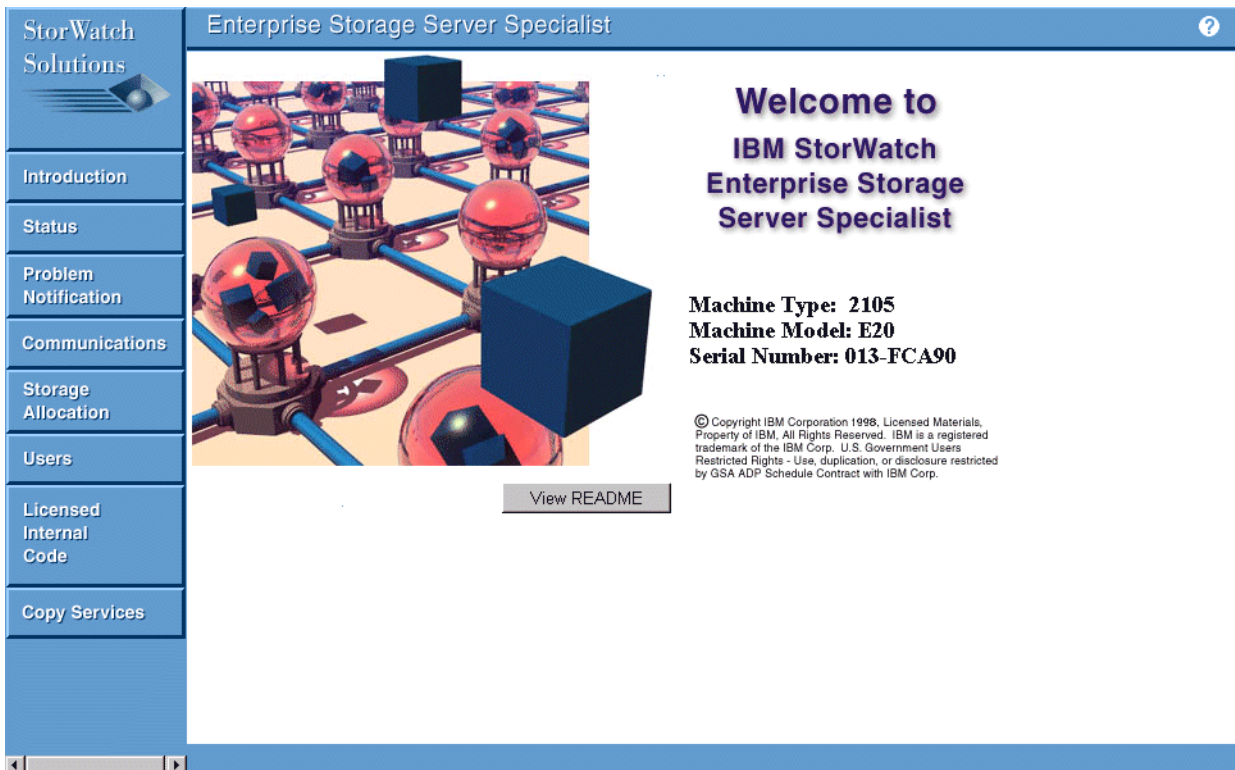 StorWatch
Solutions
Enterprise Storage Server Specialist
?
Introduction
Status
Problem
Notification
Communications
Storage
Allocation
Users
Licensed
Internal
Code
Copy Services
Welcome to
IBM StorWatch
Enterprise Storage
Server Specialist
Machine Type: 2105
Machine Model: E20
Serial Number: 013-FCA90
© Copyright IBM Corporation 1998, Licensed Materials,
Property of IBM, All Rights Reserved. IBM is a registered
trademark of the IBM Corp. U.S. Government Users
Restricted Rights - Use, duplication, or disclosure restricted
by GSA ADP Schedule Contract with IBM Corp.
View README